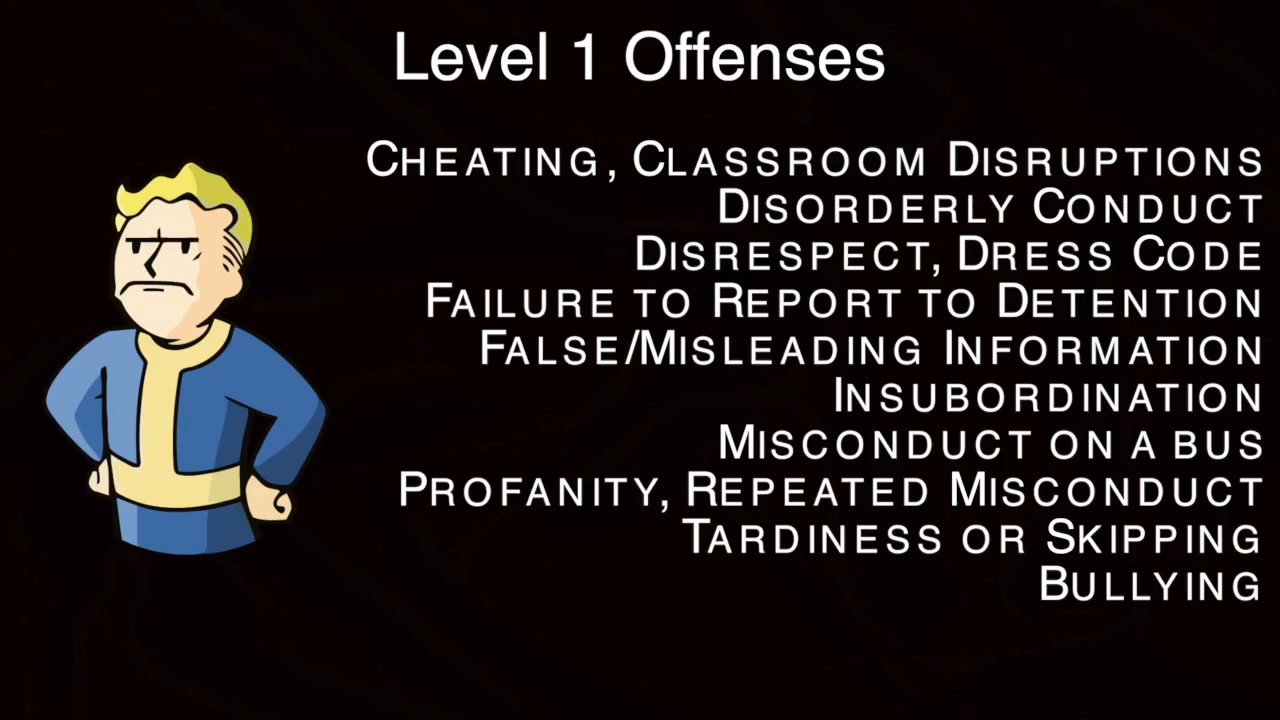 Level 1 Offenses
CHEATING, CLASSROOM DISRUPTIONS
DISORDERLY CONDUCT
DISRESPECT, DRESS CODE
FAILURE TO REPORT TO DETENTION
FALSE/MISLEADING INFORMATION
INSUBORDINATION
MISCONDUCT ON A BUS
PROFANITY, REPEATED MISCONDUCT
TARDINESS OR SKIPPING
BULLYING